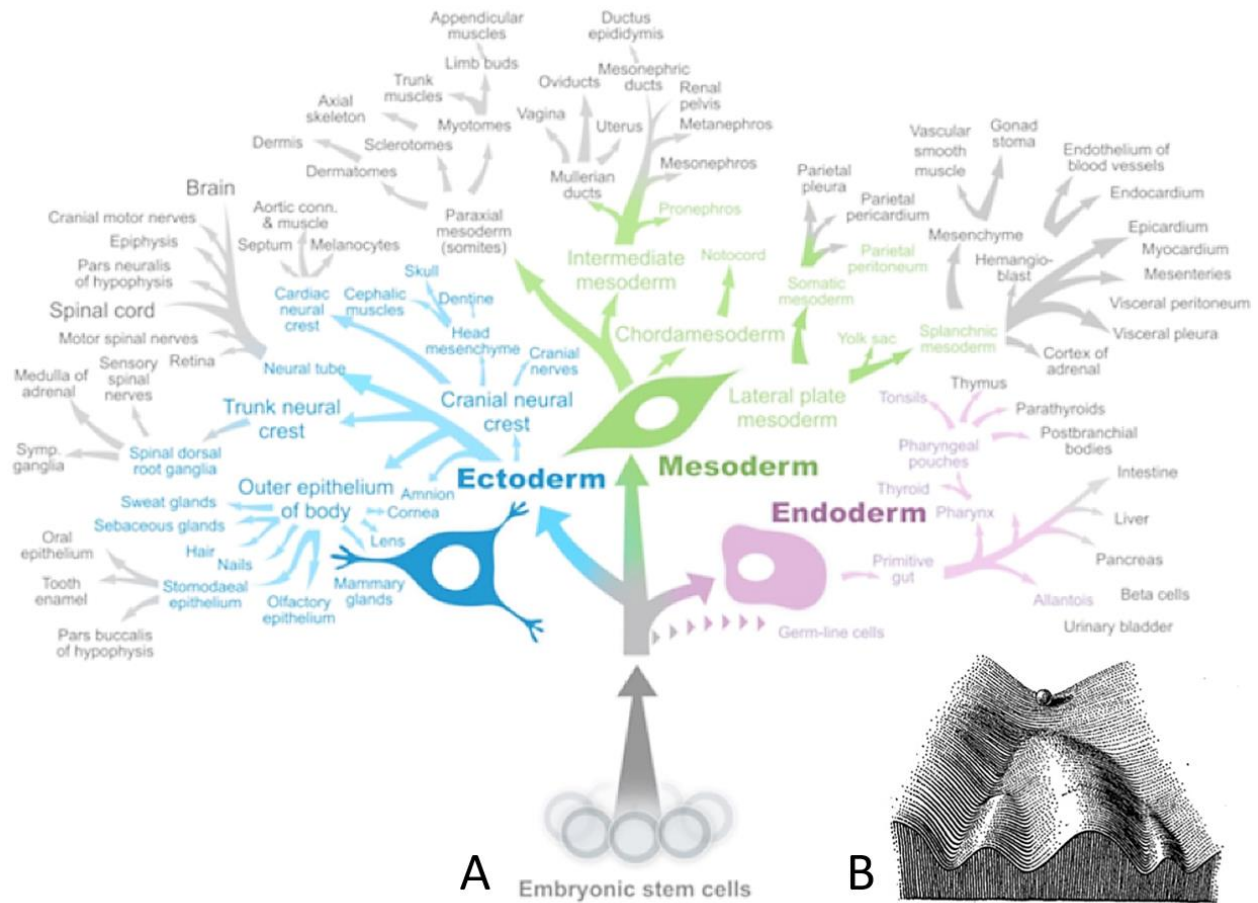 Appendicular
muscles
Limb buds
Trunk
muscles
Axial
skeleton
Myotomes
Dermis
Sclerotomes
Dermatomes
Paraxial
mesoderm
(somites)
Ductus
epididymis
Mesonephric
ducts
Oviducts
Renal
pelvis
Vagina
Uterus
Metanephros
Mullerian
ducts
Mesonephros
Pronephros
Intermediate
mesoderm
Notocord
Chordamesoderm
Parietal
pleura
Parietal
pericardium
Parietal
peritoneum
Somatic
mesoderm
Yolk sac
Splanchnic
mesoderm
Lateral plate
mesoderm
Vascular
smooth
muscle
Gonad
stoma
Endothelium of
blood vessels
Endocardium
Mesenchyme
Hemangio-
blast
Epicardium
Myocardium
Mesenteries
Visceral peritoneum
Visceral pleura
Cortex of
adrenal
Brain
Cranial motor nerves
Epiphysis
Pars neuralis
of hypophysis
Spinal cord
Motor spinal nerves
Retina
Neural tube
Aortic conn.
& muscle
Septum
Melanocytes
Cardiac
neural
crest
Cephalic
muscles
Skull
Dentine
Head
mesenchyme
Cranial
nerves
Cranial neural
crest
Sensory
spinal
nerves
Medulla of
adrenal
Trunk neural
crest
Symp.
ganglia
Spinal dorsal
root ganglia
Ectoderm
Mesoderm
Endoderm
Outer epithelium
of body
Amnion
Cornea
Lens
Sweat glands
Sebaceous glands
Hair
Nails
Oral
epithelium
Tooth
enamel
Stomodaeal
epithelium
Olfactory
epithelium
Mammary
glands
Pars buccalis
of hypophysis
Tonsils
Thymus
Parathyroids
Postbranchial
bodies
Pharyngeal
pouches
Thyroid
Pharynx
Intestine
Liver
Pancreas
Primitive
gut
Allantois
Beta cells
Urinary bladder
Germ-line cells
A
B
Embryonic stem cells